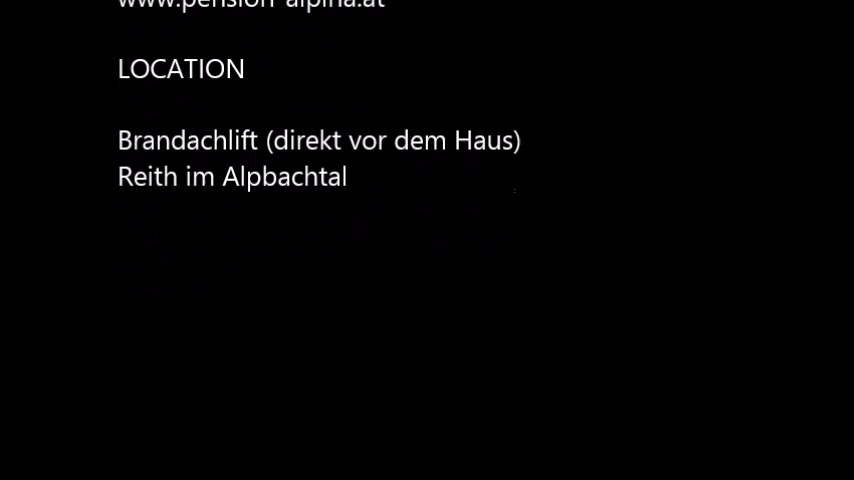 www.pension-alpina.at
LOCATION
Brandachlift (direkt vor dem Haus)
Reith im Alpbachtal